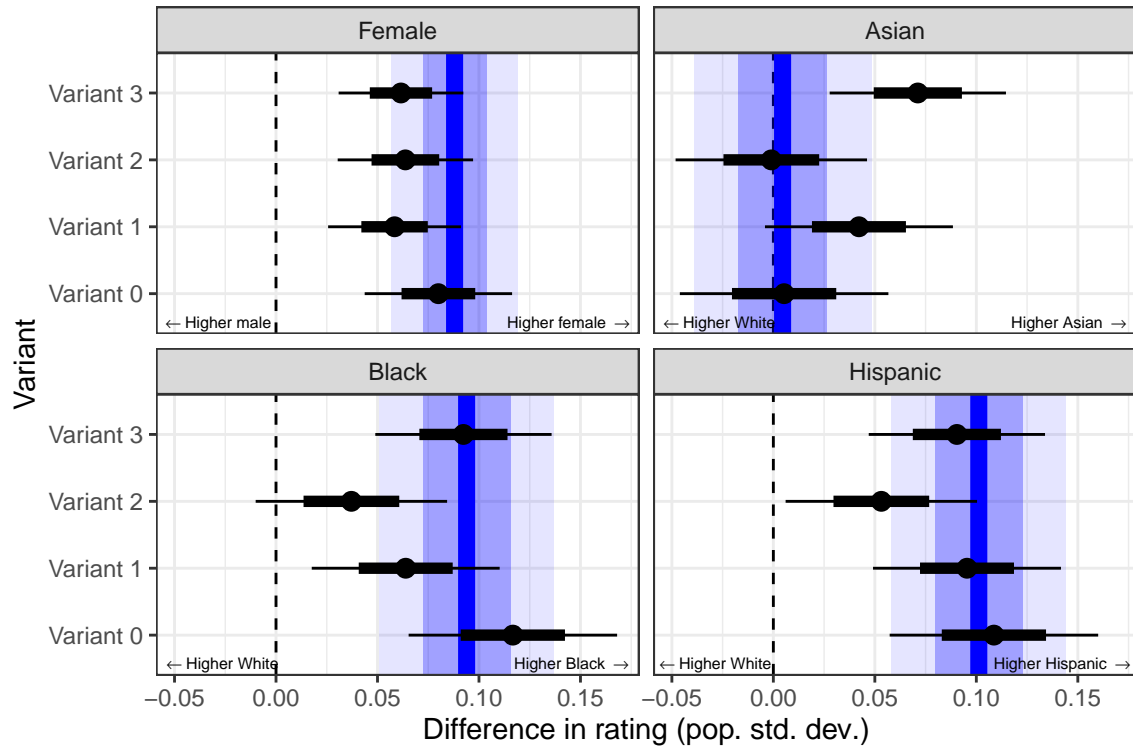 Female
Asian
Variant 3
Variant 2
Variant 1
Variant 0
← Higher male
Higher female →
← Higher White
Higher Asian →
Variant
Black
Hispanic
Variant 3
Variant 2
Variant 1
Variant 0
← Higher White
Higher Black →
← Higher White
Higher Hispanic →
−0.05 0.00 0.05 0.10 0.15 −0.05 0.00 0.05 0.10 0.15
Difference in rating (pop. std. dev.)